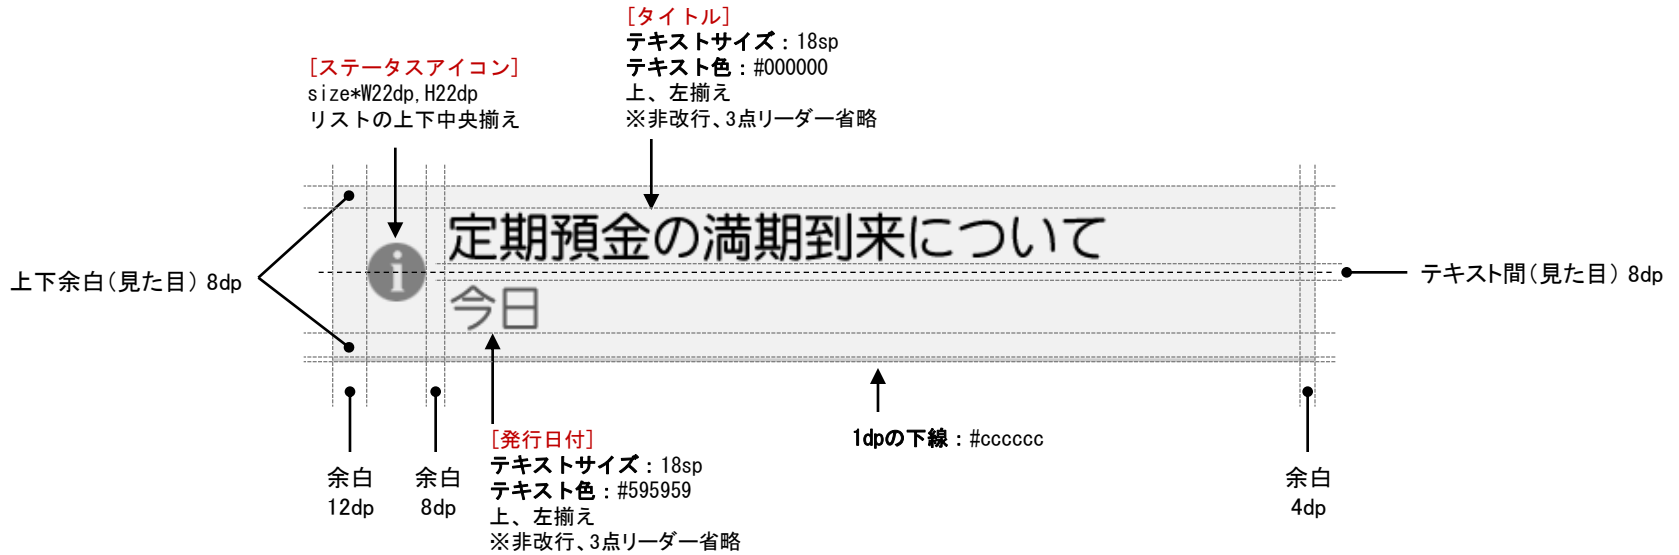 [タイトル]
テキストサイズ：18sp
テキスト色：#000000
上、左揃え
※非改行、3点リーダー省略
[ステータスアイコン]
size*W22dp,H22dp
リストの上下中央揃え
定期預金の満期到来について
i
上下余白（見た目）8dp
テキスト間（見た目）8dp
今日
1dpの下線：#cccccc
[発行日付]
テキストサイズ：18sp
テキスト色：#595959
上、左揃え
※非改行、3点リーダー省略
余白
12dp
余白
8dp
余白
4dp